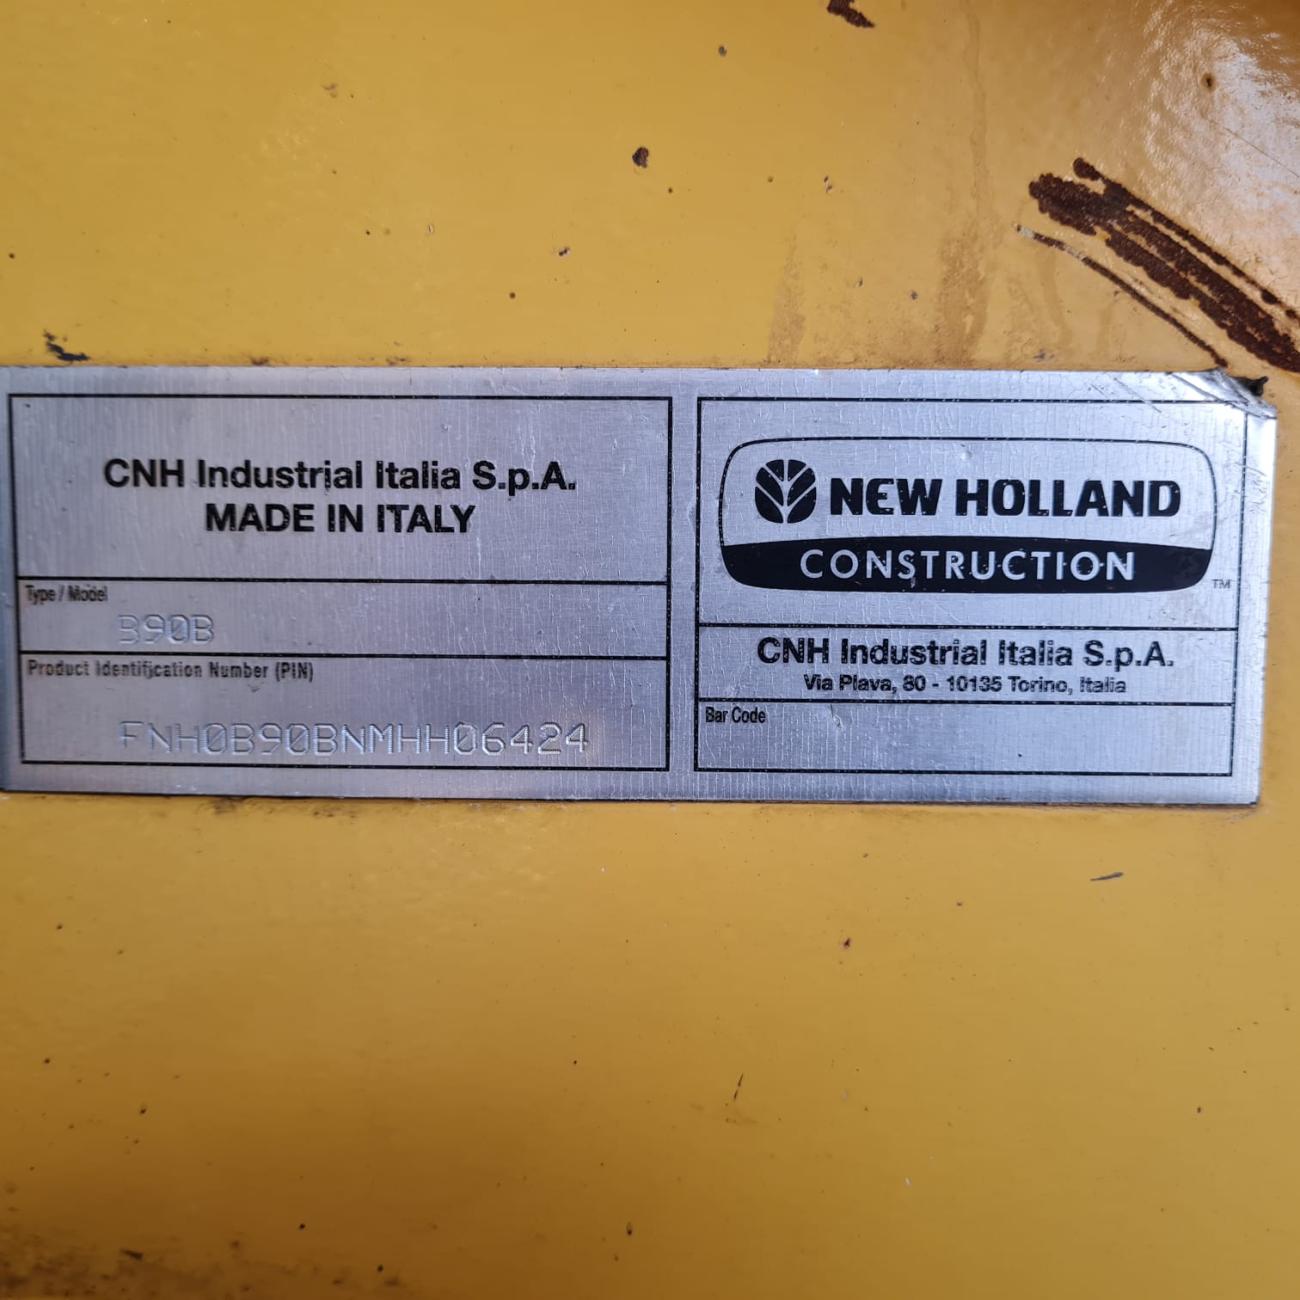 CNH Industrial Italia S.p.A.
MADE IN ITALY
Type / Model
B90B
Product Identification Number (PIN)
FNH0B90BNMHH06424
NEW HOLLAND
CONSTRUCTION
TM
CNH Industrial Italia S.p.A.
Via Plava, 80 - 10135 Torino, Italia
Bar Code